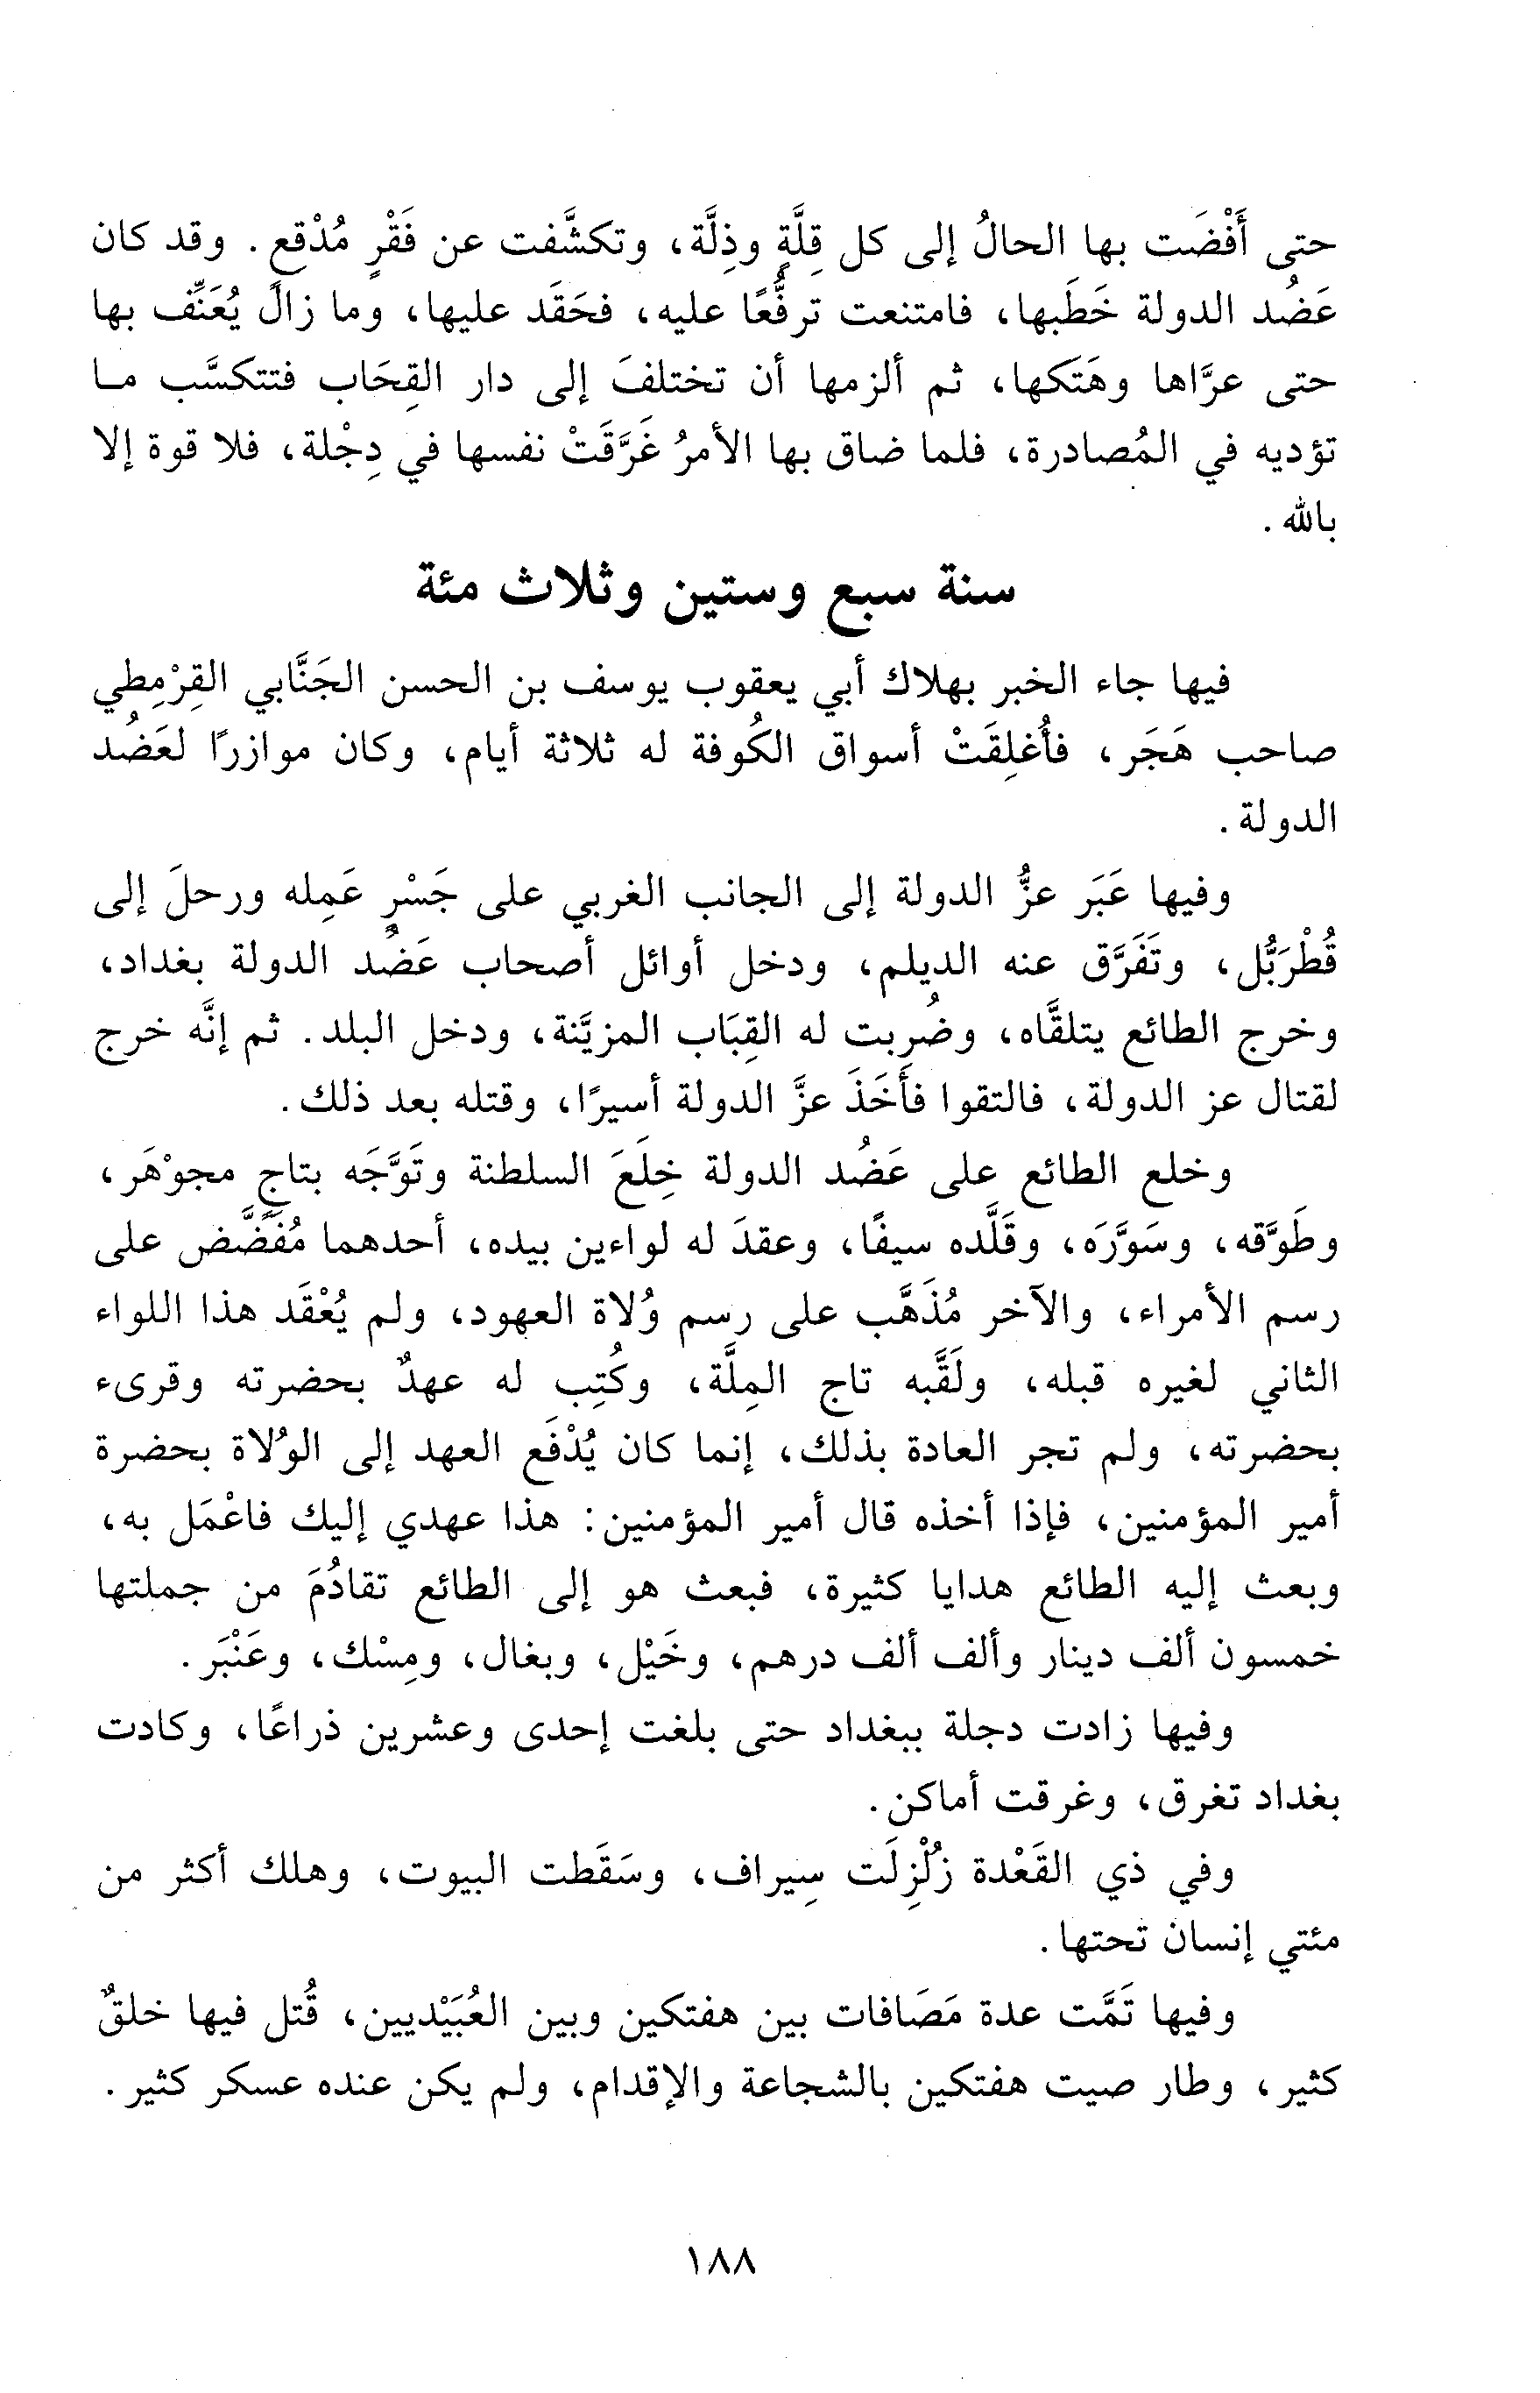 حتى أَفْضَت بها الحالُ إلى كل قِلَّةٍ وذِلَّة، وتكشَّفت عن فَقْرٍ مُدْقع. وقد كان
عَضُد الدولة خَطَبها، فامتنعت ترفُّعًا عليه، فحَقَد عليها، وما زال يُعَنِّف بها
حتى عرَّاها وهَتَكها، ثم ألزمها أن تختلفَ إلى دار القِحَاب فتتكسَّب ما
تؤديه في المُصادرة، فلما ضاق بها الأمرُ غَرَّقَتْ نفسها في دِجْلة، فلا قوة إلا
بالله.
سنة سبع وستين وثلاث مئة
فيها جاء الخبر بهلاك أبي يعقوب يوسف بن الحسن الجَنَّابي القِرْمِطي
صاحب هَجَر، فأُغلِقَتْ أسواق الكُوفة له ثلاثة أيام، وكان موازرًا لعَضُد
الدولة.
وفيها عَبَر عزُّ الدولة إلى الجانب الغربي على جَسْرٍ عَمِله ورحلَ إلى
قُطْرَبُّل، وتَفَرَّق عنه الديلم، ودخل أوائل أصحاب عَضُد الدولة بغداد،
وخرج الطائع يتلقَّاه، وضُربت له القِبَاب المزيَّنة، ودخل البلد. ثم إنَّه خرج
لقتال عز الدولة، فالتقوا فأَخَذَ عزَّ الدولة أسيرًا، وقتله بعد ذلك.
وخلع الطائع على عَضُد الدولة خِلَعَ السلطنة وتَوَّجَه بتاجٍ مجوْهَر،
وطَوَّقه، وسَوَّرَه، وقَلَّده سيفًا، وعقدَ له لواءين بيده، أحدهما مُفَضَّض على
رسم الأمراء، والآخر مُذَهَّب على رسم وُلاة العهود، ولم يُعْقَد هذا اللواء
الثاني لغيره قبله، ولَقَّبه تاج المِلَّة، وكُتِب له عهدٌ بحضرته وقرىء
بحضرته، ولم تجر العادة بذلك، إنما كان يُدْفَع العهد إلى الوُلاة بحضرة
أمير المؤمنين، فإذا أخذه قال أمير المؤمنين: هذا عهدي إليك فاعْمَل به،
وبعث إليه الطائع هدايا كثيرة، فبعث هو إلى الطائع تقادُمَ من جملتها
خمسون ألف دينار وألف ألف درهم، وخَيْل، وبغال، ومِسْك، وعَنْبَر.
وفيها زادت دجلة ببغداد حتى بلغت إحدى وعشرين ذراعًا، وكادت
بغداد تغرق، وغرقت أماكن.
وفي ذي القَعْدة زُلْزِلَت سِيراف، وسَقَطت البيوت، وهلك أكثر من
مئتي إنسان تحتها.
وفيها تَمَّت عدة مَصَافات بين هفتكين وبين العُبَيْديين، قُتل فيها خلقٌ
كثير، وطار صيت هفتكين بالشجاعة والإقدام، ولم يكن عنده عسكر كثير.
١٨٨